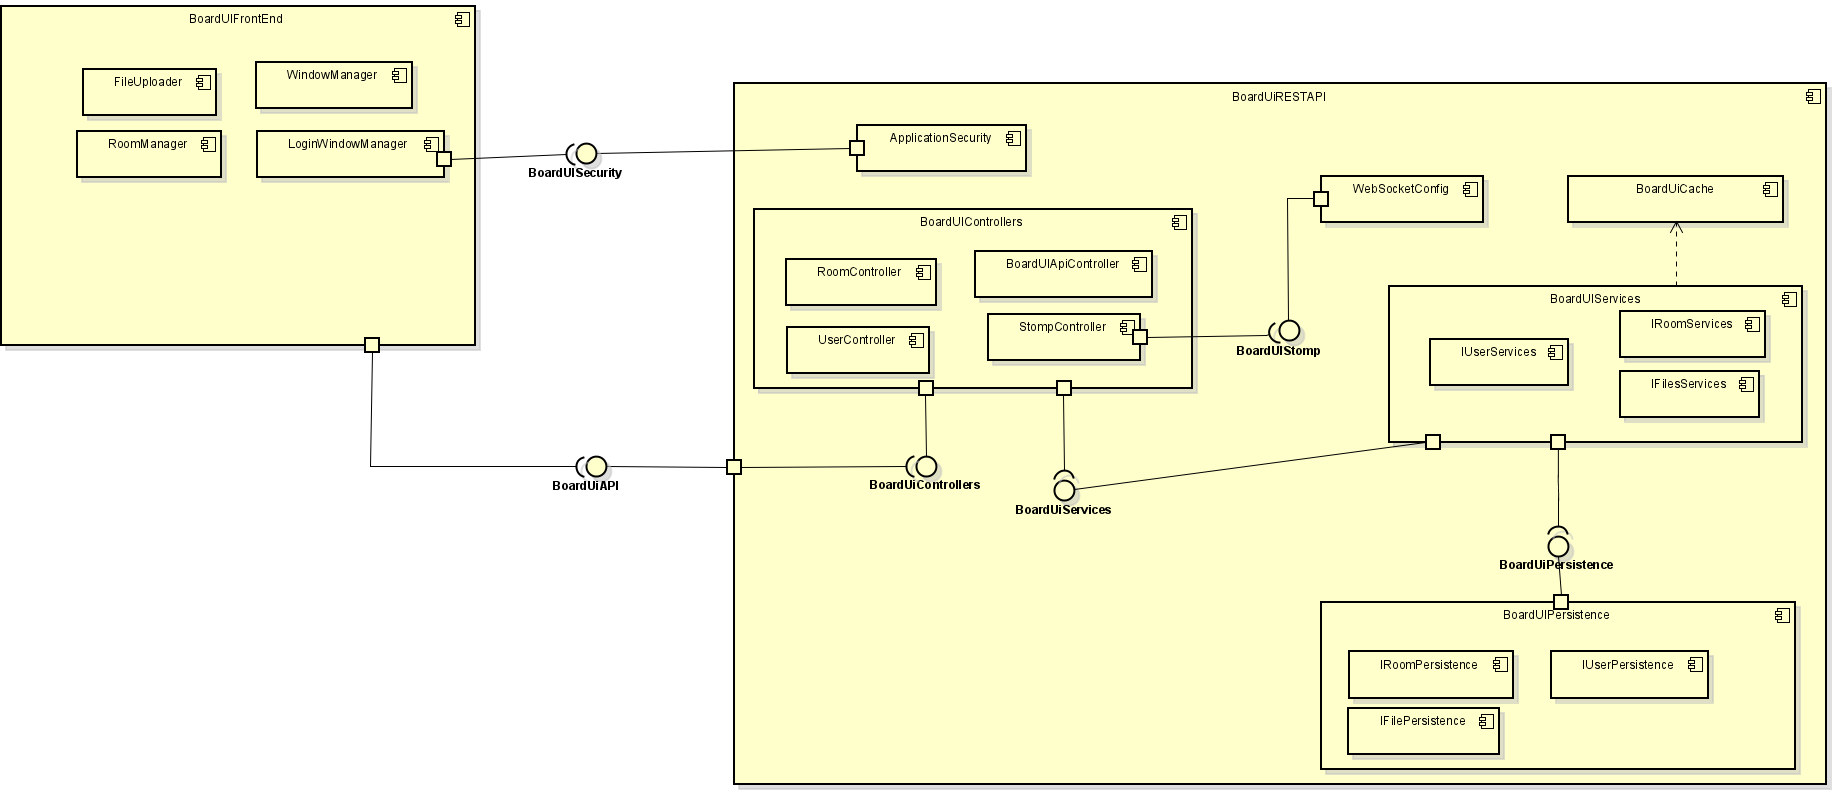 BoardUIFrontEnd
FileUploader
WindowManager
RoomManager
LoginWindowManager
BoardUISecurity
BoardUiAPI
BoardUiRESTAPI
ApplicationSecurity
BoardUIControllers
RoomController
BoardUIApiController
UserController
StompController
BoardUIStomp
WebSocketConfig
BoardUiCache
BoardUIServices
IRoomServices
IUserServices
IFilesServices
BoardUiControllers
BoardUiServices
BoardUiPersistence
BoardUIPersistence
IRoomPersistence
IUserPersistence
IFilePersistence